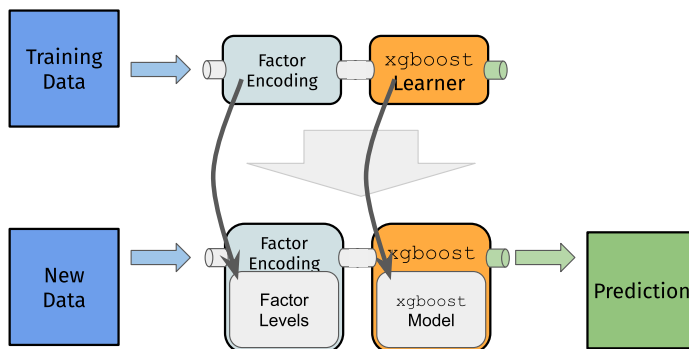 Training
Data
Factor
Encoding
xgboost
Learner
New
Data
Factor
Encoding
Factor
Levels
xgboost
xgboost
Model
Prediction